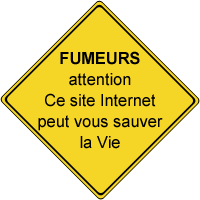 FUMEURS
attention
Ce site Internet
peut vous sauver
la Vie